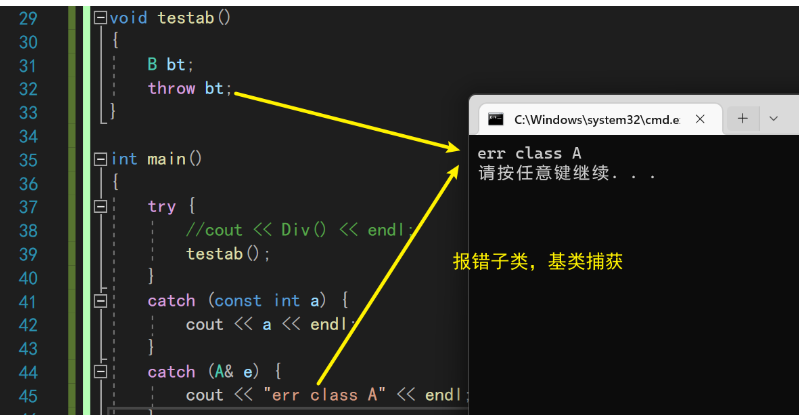 29 void testab()
30 {
31 B bt;
32 throw bt;
33 }
34
35 int main()
36 {
37 try {
38 //cout << Div() << endl;
39 testab();
40 }
41 catch (const int a) {
42 cout << a << endl;
43 }
44 catch (A& e) {
45 cout << "err class A" << endl;
C:\Windows\system32\cmd.e
err class A
请按任意键继续. . .
报错子类，基类捕获